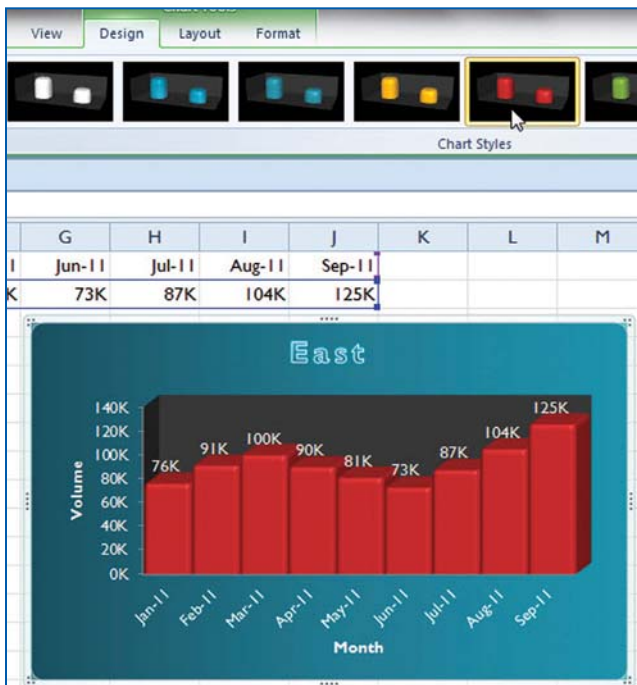 View Design Layout Format
Chart Styles
G H I J K L M
Jun-11 Jul-11 Aug-11 Sep-11
K 73K 87K 104K 125K
East
140K
120K
100K
80K
60K
40K
20K
0K
Volume
76K 91K 100K 90K 81K 73K 87K 104K 125K
Jan-11 Feb-11 Mar-11 Apr-11 May-11 Jun-11 Jul-11 Aug-11 Sep-11
Month